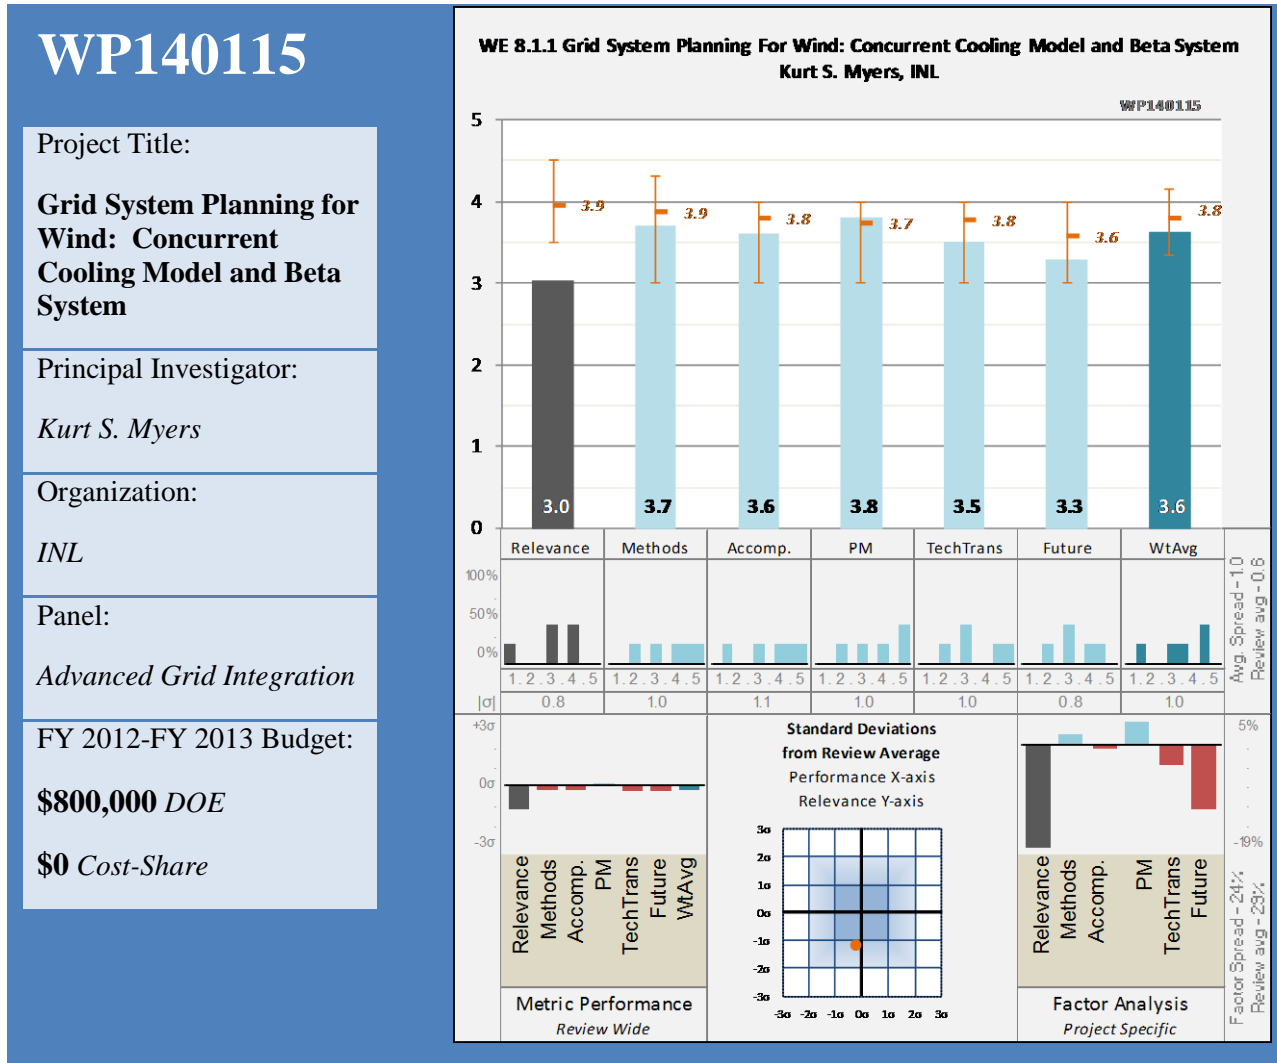 WP140115
Project Title:
Grid System Planning for
Wind: Concurrent
Cooling Model and Beta
System
Principal Investigator:
Kurt S. Myers
Organization:
INL
Panel:
Advanced Grid Integration
FY 2012-FY 2013 Budget:
$800,000 DOE
$0 Cost-Share
WE 8.1.1 Grid System Planning For Wind: Concurrent Cooling Model and Beta System
Kurt S. Myers, INL
WP140115
5
4
3
2
1
0
3.9
3.9
3.8
3.7
3.8
3.6
3.8
3.0
3.7
3.6
3.8
3.5
3.3
3.6
Relevance
Methods
Accomp.
PM
TechTrans
Future
WtAvg
100%
50%
0%
1 . 2 . 3 . 4 . 5
1 . 2 . 3 . 4 . 5
1 . 2 . 3 . 4 . 5
1 . 2 . 3 . 4 . 5
1 . 2 . 3 . 4 . 5
1 . 2 . 3 . 4 . 5
1 . 2 . 3 . 4 . 5
|σ|
0.8
1.0
1.1
1.0
1.0
0.8
1.0
Avg. Spread - 1.0
Review avg - 0.6
+3σ
0σ
-3σ
Relevance
Methods
Accomp.
PM
TechTrans
Future
WtAvg
Metric Performance
Review Wide
Standard Deviations
from Review Average
Performance X-axis
Relevance Y-axis
3σ
2σ
1σ
0σ
-1σ
-2σ
-3σ
-3σ -2σ -1σ 0σ 1σ 2σ 3σ
5%
-19%
Relevance
Methods
Accomp.
PM
TechTrans
Future
Factor Analysis
Project Specific
Factor Spread - 24%
Review avg - 29%